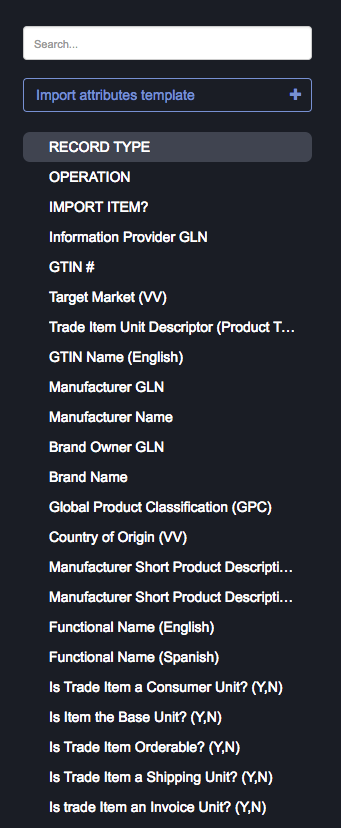 Search...
Import attributes template +
RECORD TYPE
OPERATION
IMPORT ITEM?
Information Provider GLN
GTIN #
Target Market (VV)
Trade Item Unit Descriptor (Product T...
GTIN Name (English)
Manufacturer GLN
Manufacturer Name
Brand Owner GLN
Brand Name
Global Product Classification (GPC)
Country of Origin (VV)
Manufacturer Short Product Descripti...
Manufacturer Short Product Descripti...
Functional Name (English)
Functional Name (Spanish)
Is Trade Item a Consumer Unit? (Y,N)
Is Item the Base Unit? (Y,N)
Is Trade Item Orderable? (Y,N)
Is Trade Item a Shipping Unit? (Y,N)
Is trade Item an Invoice Unit? (Y,N)